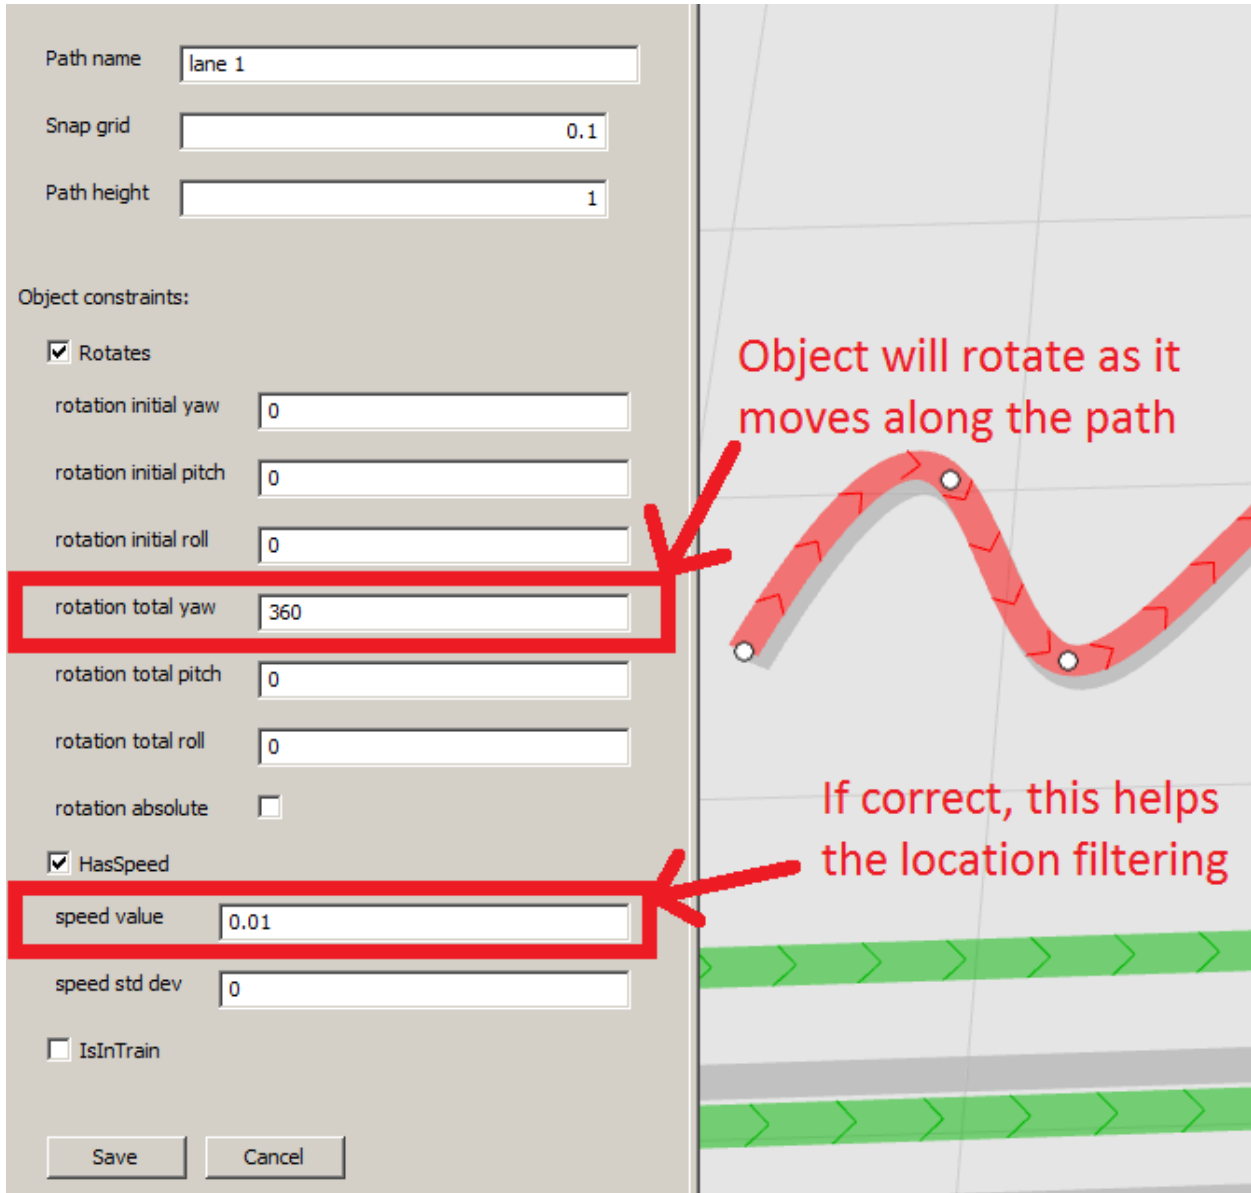 Path name lane 1
Snap grid 0.1
Path height 1
Object constraints:
Rotates
rotation initial yaw 0
rotation initial pitch 0
rotation initial roll 0
rotation total yaw 360
rotation total pitch 0
rotation total roll 0
rotation absolute
HasSpeed
speed value 0.01
speed std dev 0
IsInTrain
Save Cancel
Object will rotate as it
moves along the path
If correct, this helps
the location filtering